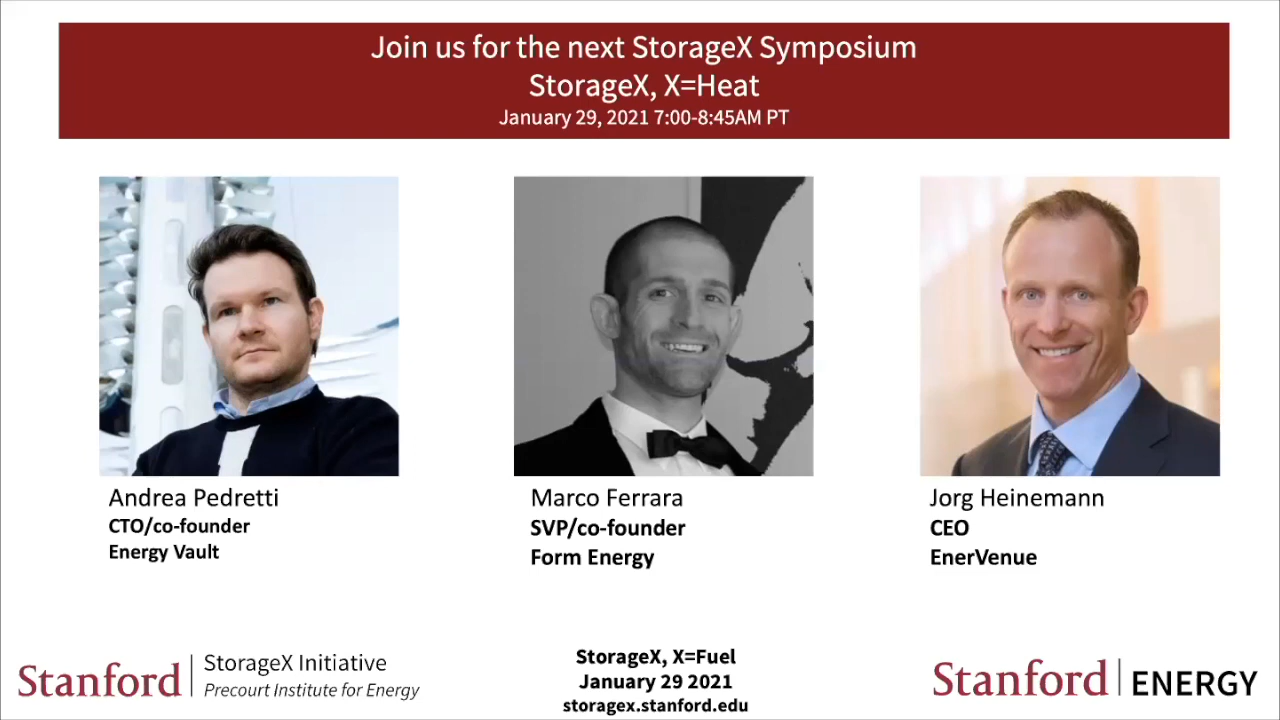 Join us for the next StorageX Symposium
StorageX, X=Heat
January 29, 2021 7:00-8:45AM PT
Andrea Pedretti
CTO/co-founder
Energy Vault
Marco Ferrara
SVP/co-founder
Form Energy
Jorg Heinemann
CEO
EnerVenue
Stanford
StorageX Initiative
Precourt Institute for Energy
StorageX, X=Fuel
January 29 2021
storagex.stanford.edu
Stanford ENERGY